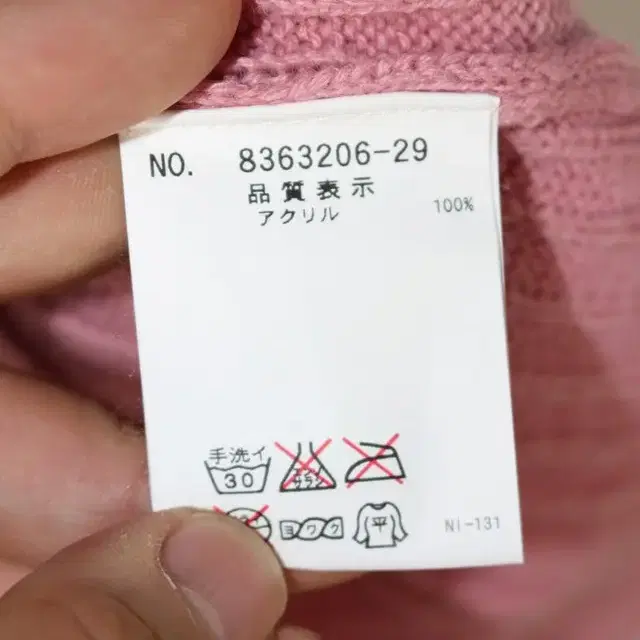 NO. 8363206-29
品質表示
アクリル 100%
手洗イ
30
ヨワク 平 NI-131